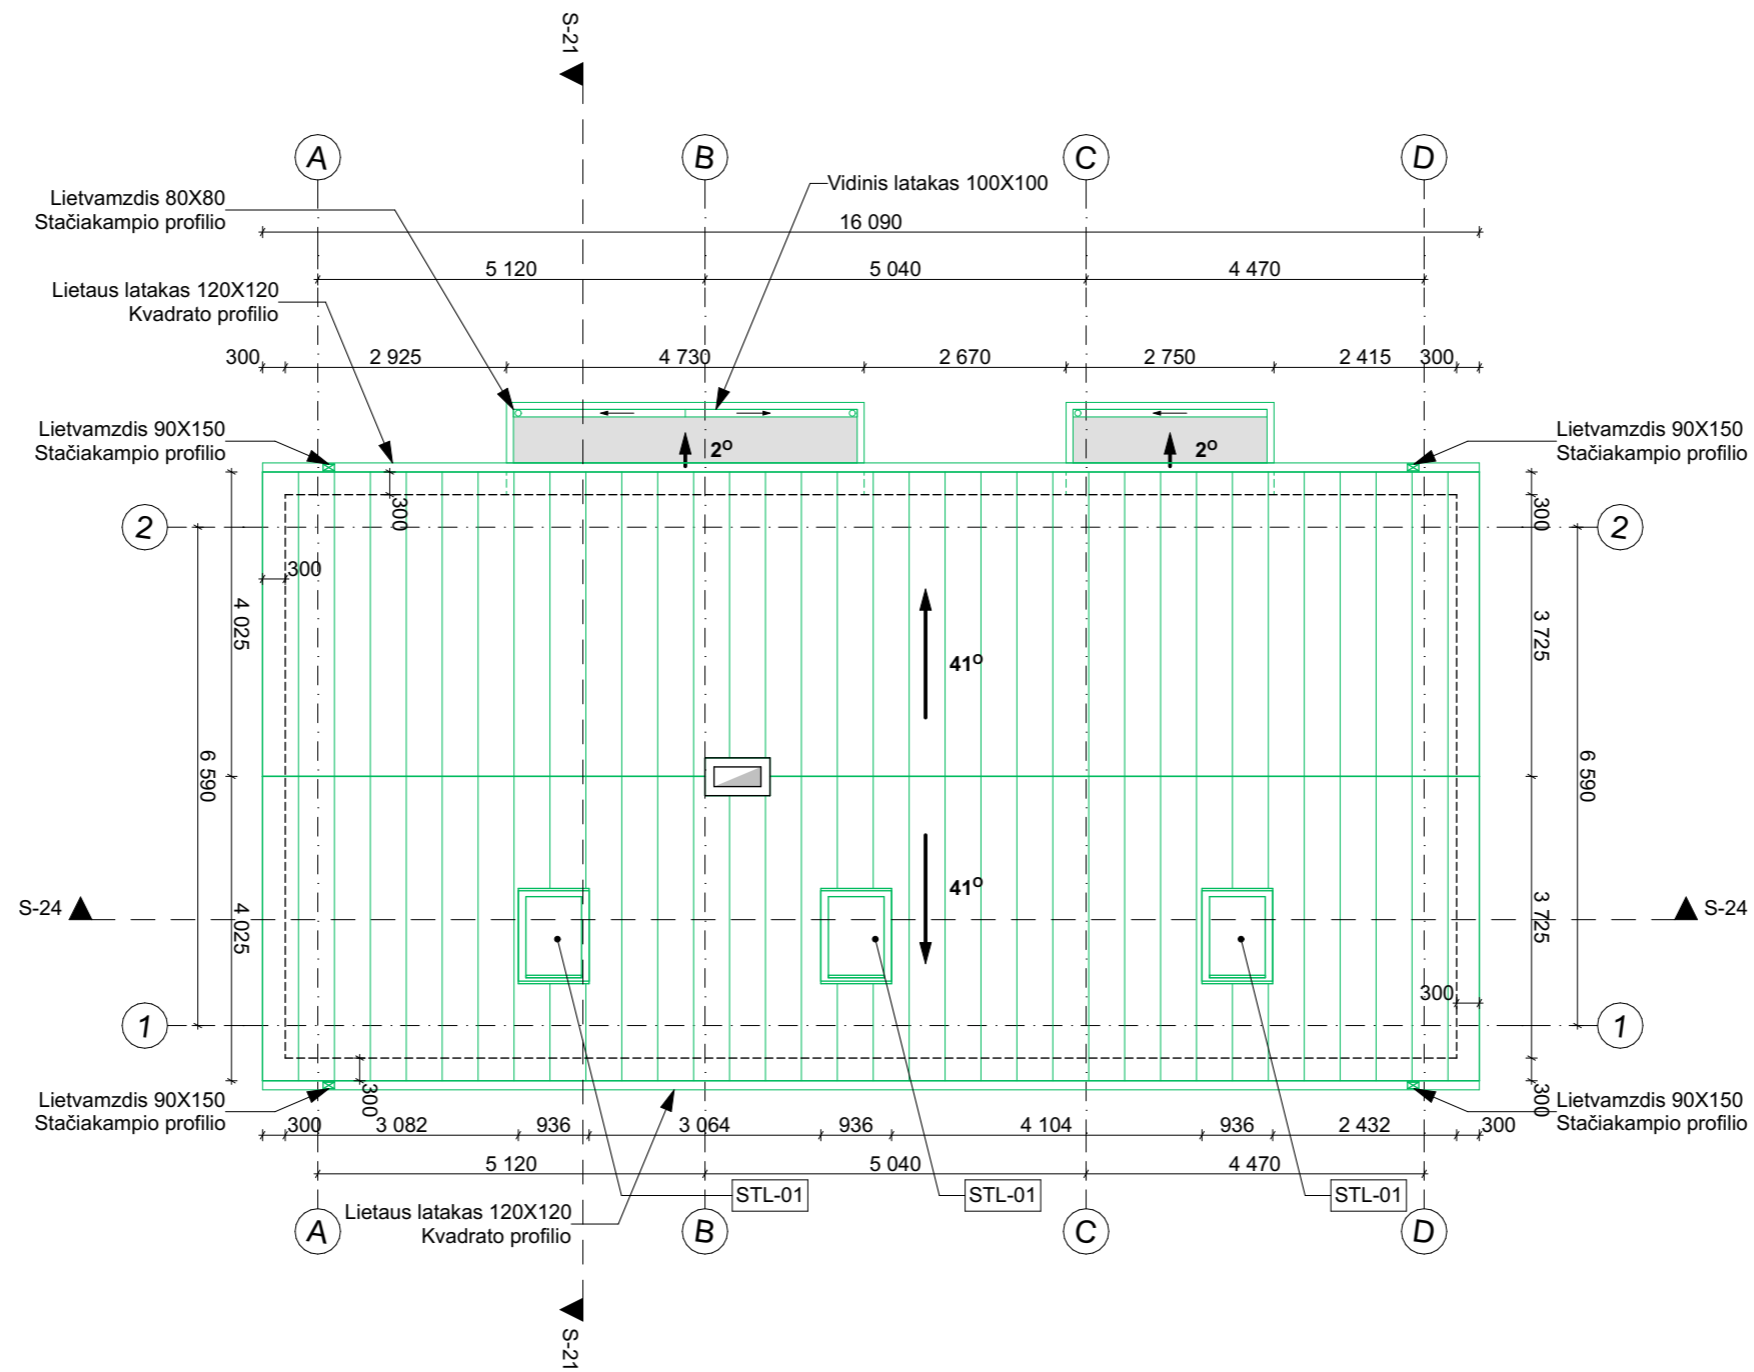 S-21
A
B
C
D
Lietvamzdis 80X80
Stačiakampio profilio
Vidinis latakas 100X100
16 090
5 120
5 040
4 470
Lietaus latakas 120X120
Kvadrato profilio
300
2 925
4 730
2 670
2 750
2 415
300
Lietvamzdis 90X150
Stačiakampio profilio
2°
2°
Lietvamzdis 90X150
Stačiakampio profilio
300
300
2
2
300
4 025
3 725
41°
6 590
6 590
41°
S-24
S-24
4 025
3 725
300
1
1
300
300
Lietvamzdis 90X150
Stačiakampio profilio
Lietvamzdis 90X150
Stačiakampio profilio
300
3 082
936
3 064
936
4 104
936
2 432
300
5 120
5 040
4 470
STL-01
STL-01
STL-01
Lietaus latakas 120X120
Kvadrato profilio
A
B
C
D
S-21